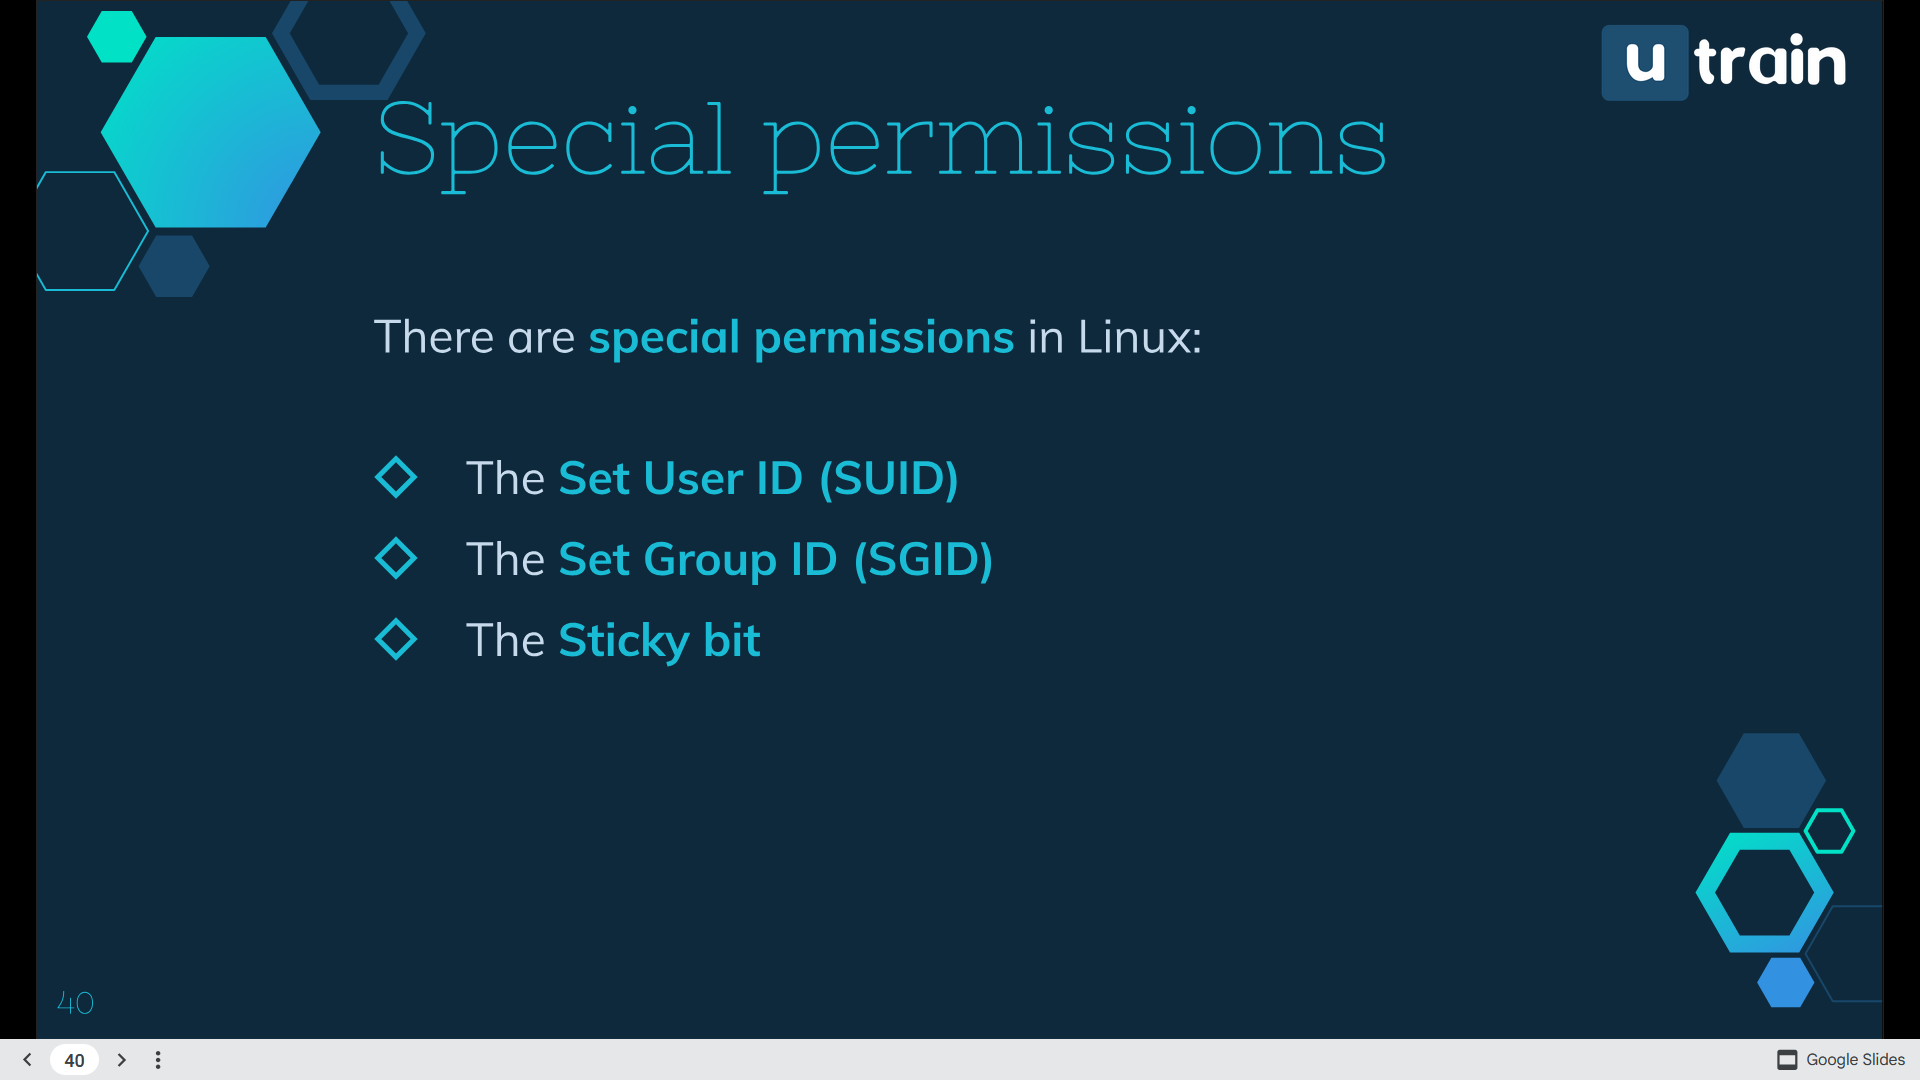 u train
Special permissions
There are special permissions in Linux:
The Set User ID (SUID)
The Set Group ID (SGID)
The Sticky bit
40
40
Google Slides